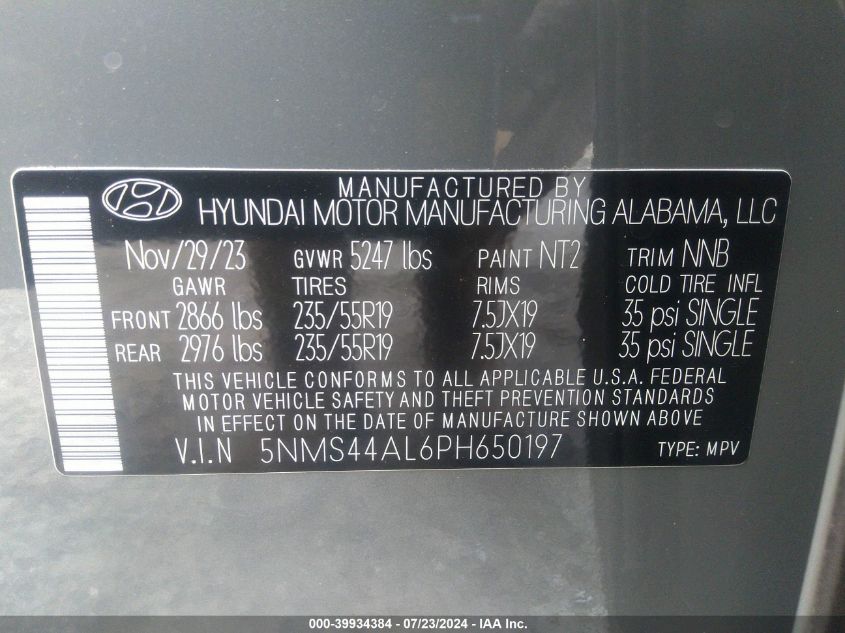 MANUFACTURED BY
HYUNDAI MOTOR MANUFACTURING ALABAMA, LLC
Nov/29/23 GVWR 5247 lbs PAINT NT2 TRIM NNB
GAWR TIRES RIMS COLD TIRE INFL
FRONT 2866 lbs 235/55R19 7.5JX19 35 psi SINGLE
REAR 2976 lbs 235/55R19 7.5JX19 35 psi SINGLE
THIS VEHICLE CONFORMS TO ALL APPLICABLE U.S.A. FEDERAL
MOTOR VEHICLE SAFETY AND THEFT PREVENTION STANDARDS
IN EFFECT ON THE DATE OF MANUFACTURE SHOWN ABOVE
V.I.N 5NMS44AL6PH650197 TYPE: MPV
000-39934384 - 07/23/2024 - IAA Inc.